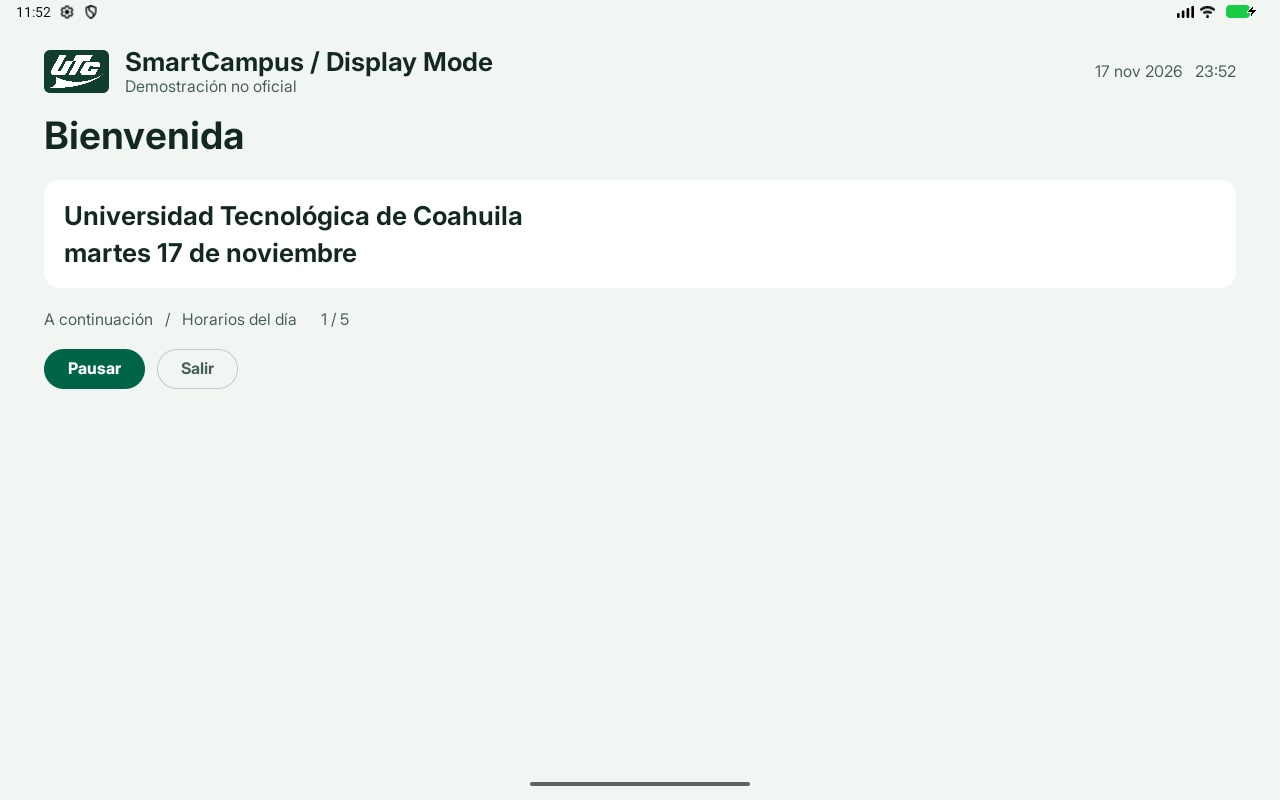 11:52
UTC
SmartCampus / Display Mode
Demostración no oficial
17 nov 2026 23:52
Bienvenida
Universidad Tecnológica de Coahuila
martes 17 de noviembre
A continuación / Horarios del día 1 / 5
Pausar
Salir